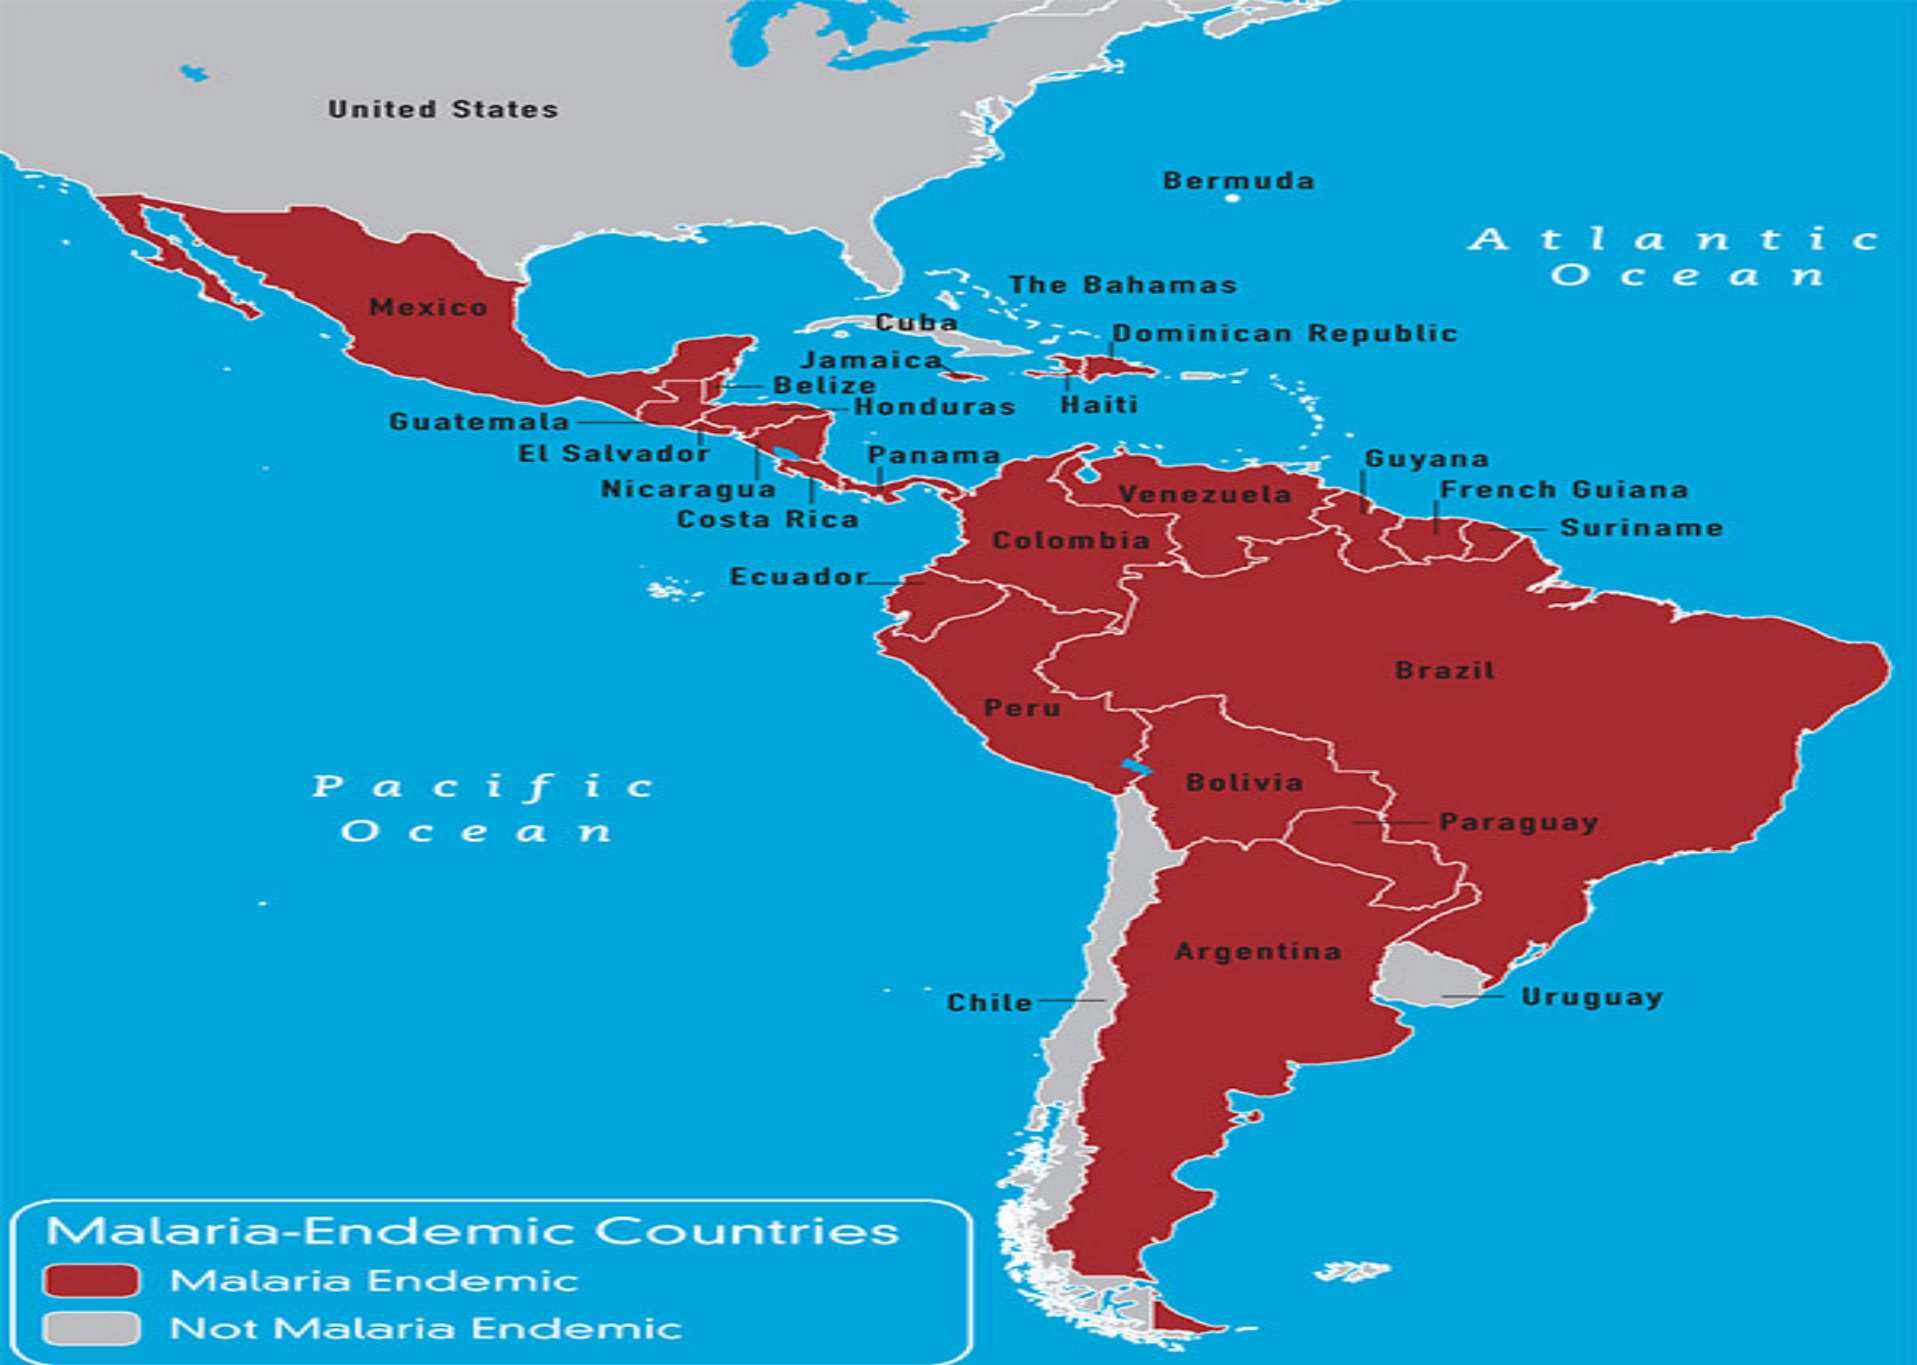 United States
Bermuda
Atlantic
Ocean
The Bahamas
Mexico
Cuba
Dominican Republic
Jamaica
Belize
Honduras
Haiti
Guatemala
El Salvador
Panama
Guyana
Nicaragua
Venezuela
French Guiana
Costa Rica
Suriname
Colombia
Ecuador
Brazil
Peru
Pacific
Ocean
Bolivia
Paraguay
Argentina
Chile
Uruguay
Malaria-Endemic Countries
Malaria Endemic
Not Malaria Endemic